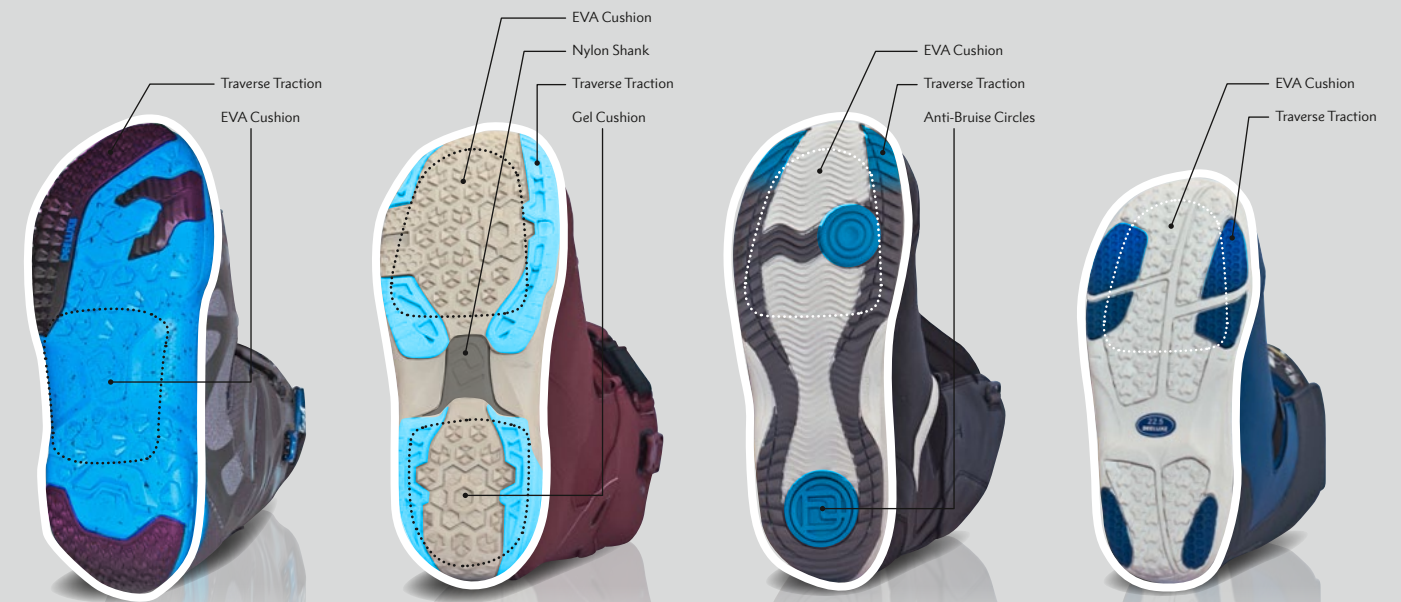 Traverse Traction
EVA Cushion
EVA Cushion
Nylon Shank
Traverse Traction
Gel Cushion
EVA Cushion
Traverse Traction
Anti-Bruise Circles
EVA Cushion
Traverse Traction
22.5
DEELUXE